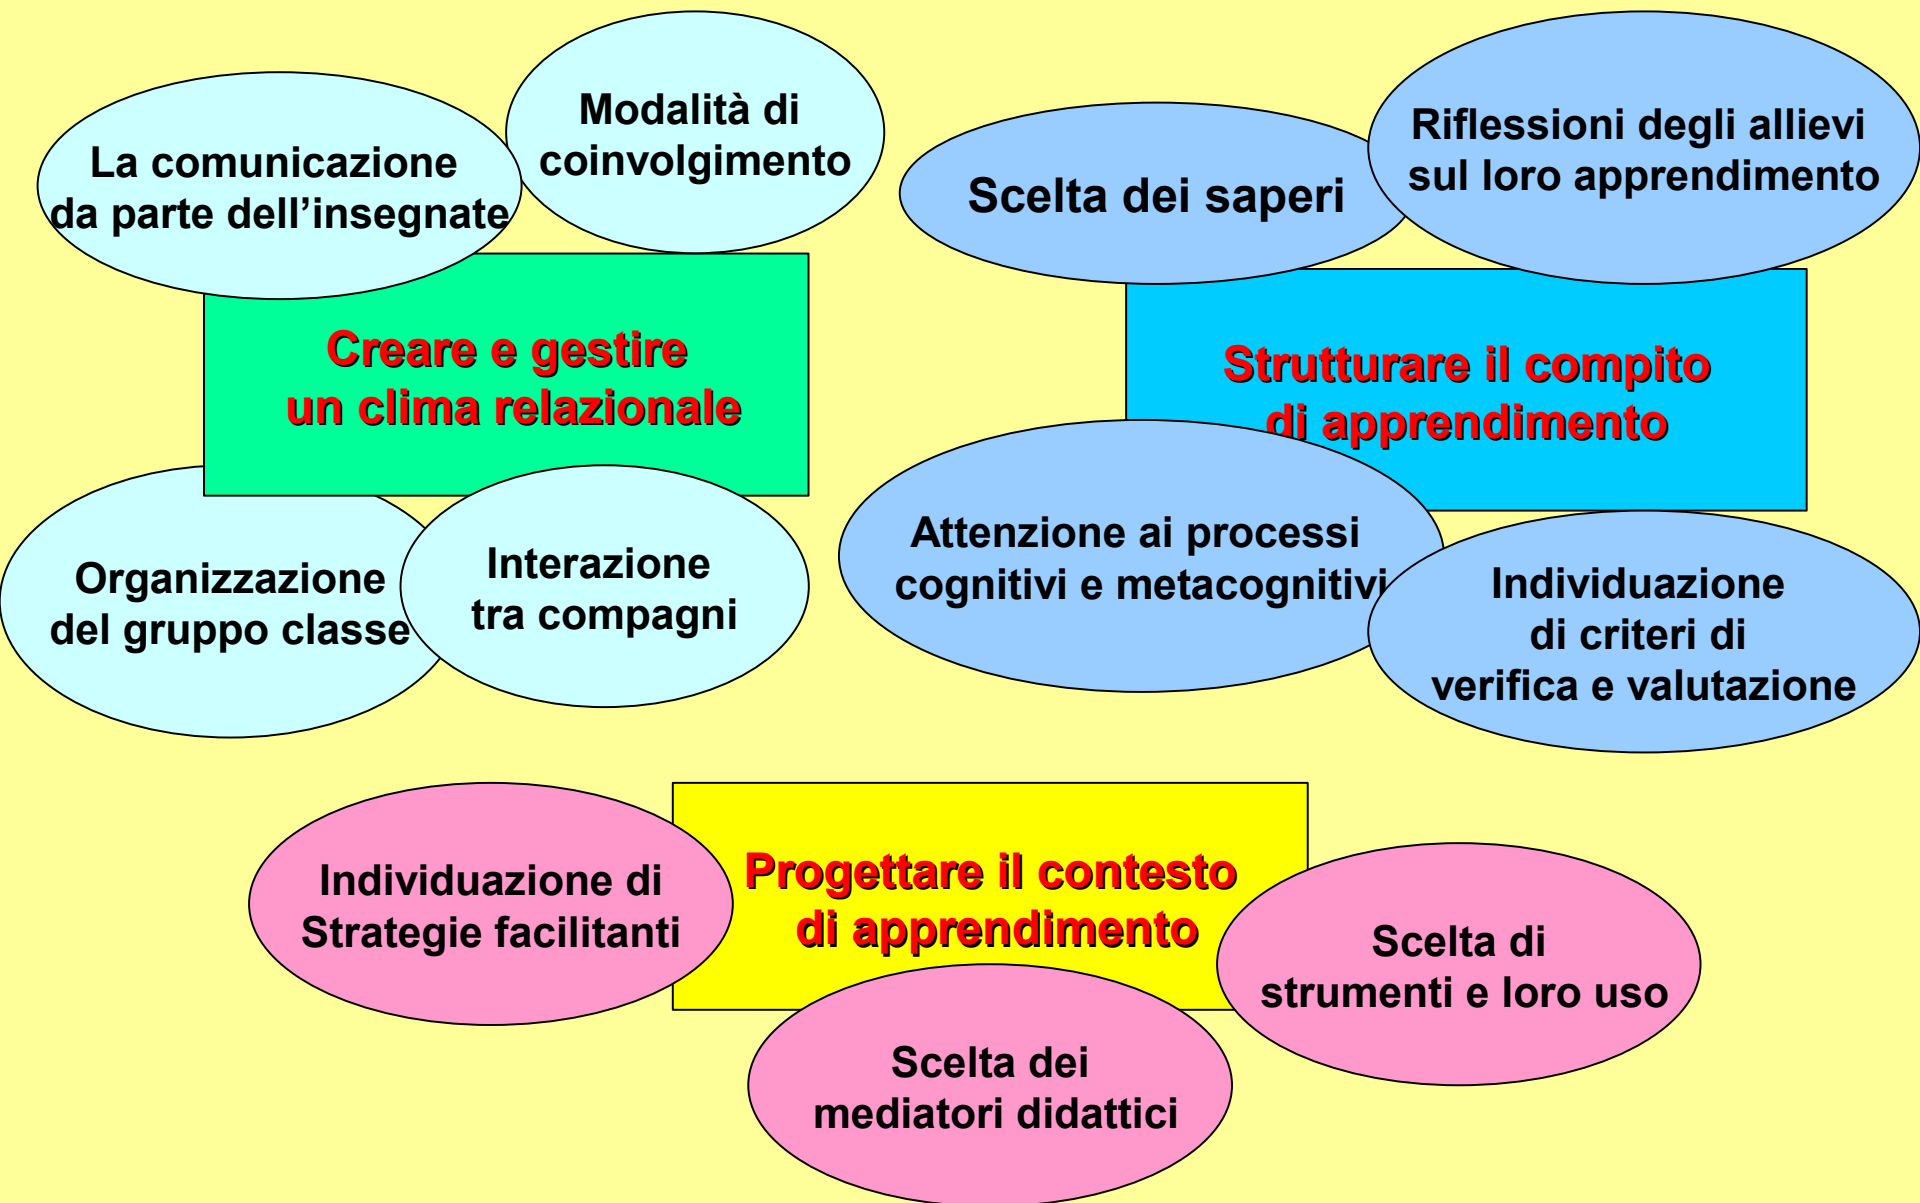 La comunicazione
da parte dell’insegnate
Modalità di
coinvolgimento
Creare e gestire
un clima relazionale
Organizzazione
del gruppo classe
Interazione
tra compagni
Scelta dei saperi
Riflessioni degli allievi
sul loro apprendimento
Strutturare il compito
di apprendimento
Attenzione ai processi
cognitivi e metacognitivi
Individuazione
di criteri di
verifica e valutazione
Individuazione di
Strategie facilitanti
Progettare il contesto
di apprendimento
Scelta dei
mediatori didattici
Scelta di
strumenti e loro uso